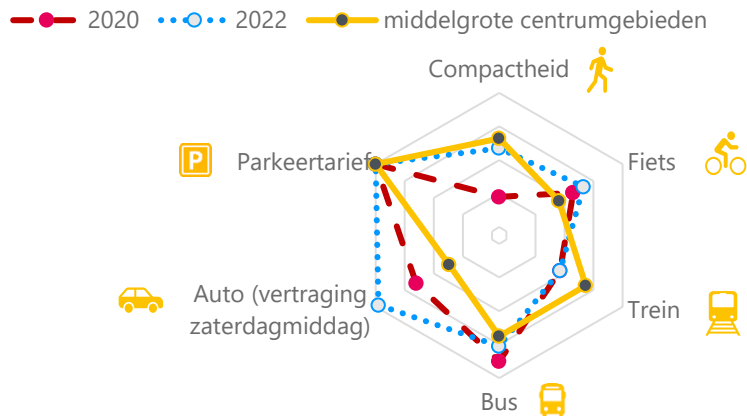 2020 2022 middelgrote centrumgebieden
Compactheid
P Parkeertarief
Fiets
Auto (vertraging
zaterdagmiddag)
Trein
Bus